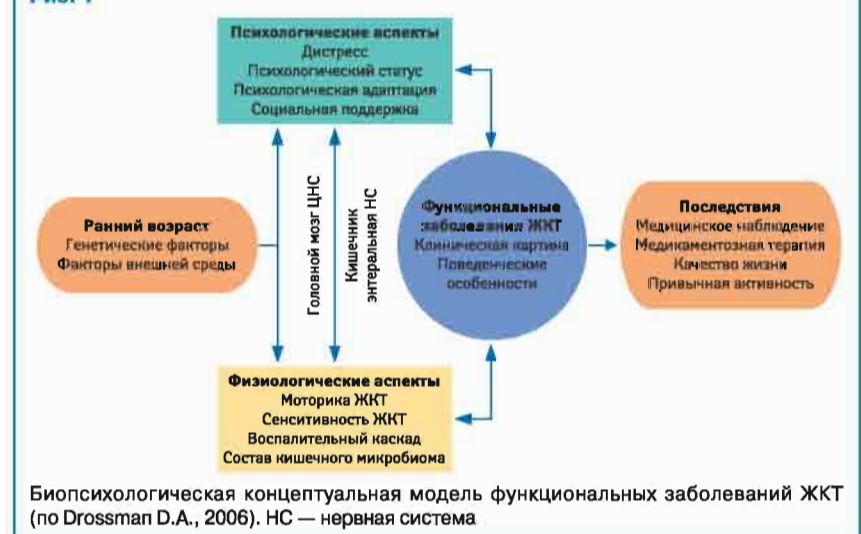 Психологические аспекты
Дистресс
Психологический статус
Психологическая адаптация
Социальная поддержка
Ранний возраст
Генетические факторы
Факторы внешней среды
Головной мозг ЦНС
Кишечник
энтеральная НС
Функциональные
заболевания ЖКТ
Клиническая картина
Поведенческие
особенности
Последствия
Медицинское наблюдение
Медикаментозная терапия
Качество жизни
Привычная активность
Физиологические аспекты
Моторика ЖКТ
Сенситивность ЖКТ
Воспалительный каскад
Состав кишечного микробиома
Биопсихологическая концептуальная модель функциональных заболеваний ЖКТ
(по Drossman D.A., 2006). НС — нервная система